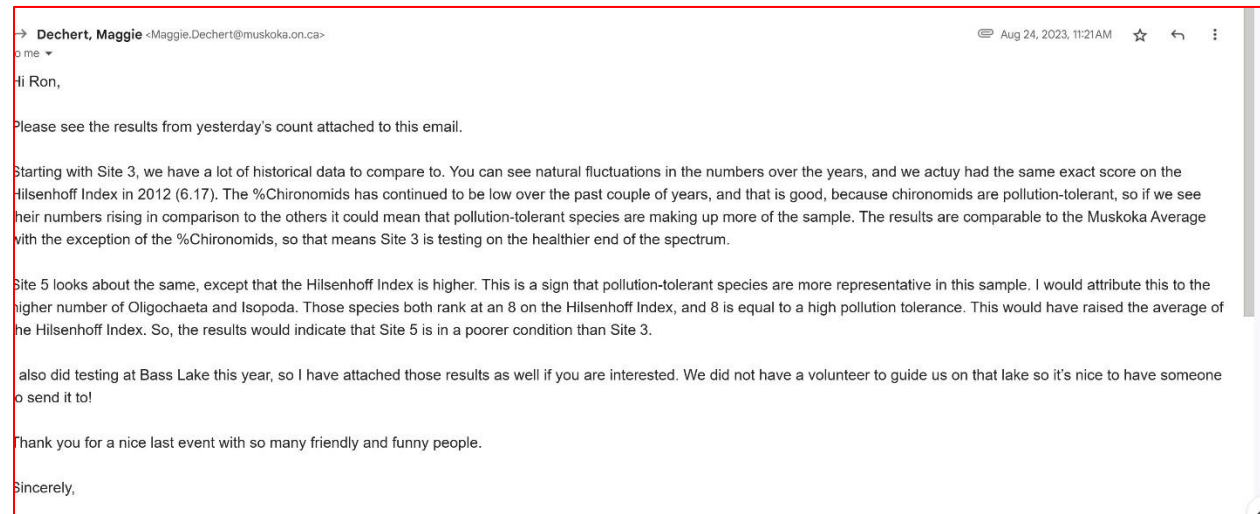 Dechert, Maggie <Maggie.Dechert@muskoka.on.ca> Aug 24, 2023, 11:21 AM
o me
Hi Ron,
Please see the results from yesterday's count attached to this email.
Starting with Site 3, we have a lot of historical data to compare to. You can see natural fluctuations in the numbers over the years, and we actuy had the same exact score on the
Hilsenhoff Index in 2012 (6.17). The %Chironomids has continued to be low over the past couple of years, and that is good, because chironomids are pollution-tolerant, so if we see
their numbers rising in comparison to the others it could mean that pollution-tolerant species are making up more of the sample. The results are comparable to the Muskoka Average
with the exception of the %Chironomids, so that means Site 3 is testing on the healthier end of the spectrum.
Site 5 looks about the same, except that the Hilsenhoff Index is higher. This is a sign that pollution-tolerant species are more representative in this sample. I would attribute this to the
higher number of Oligochaeta and Isopoda. Those species both rank at an 8 on the Hilsenhoff Index, and 8 is equal to a high pollution tolerance. This would have raised the average of
the Hilsenhoff Index. So, the results would indicate that Site 5 is in a poorer condition than Site 3.
also did testing at Bass Lake this year, so I have attached those results as well if you are interested. We did not have a volunteer to guide us on that lake so it's nice to have someone
to send it to!
Thank you for a nice last event with so many friendly and funny people.
Sincerely,